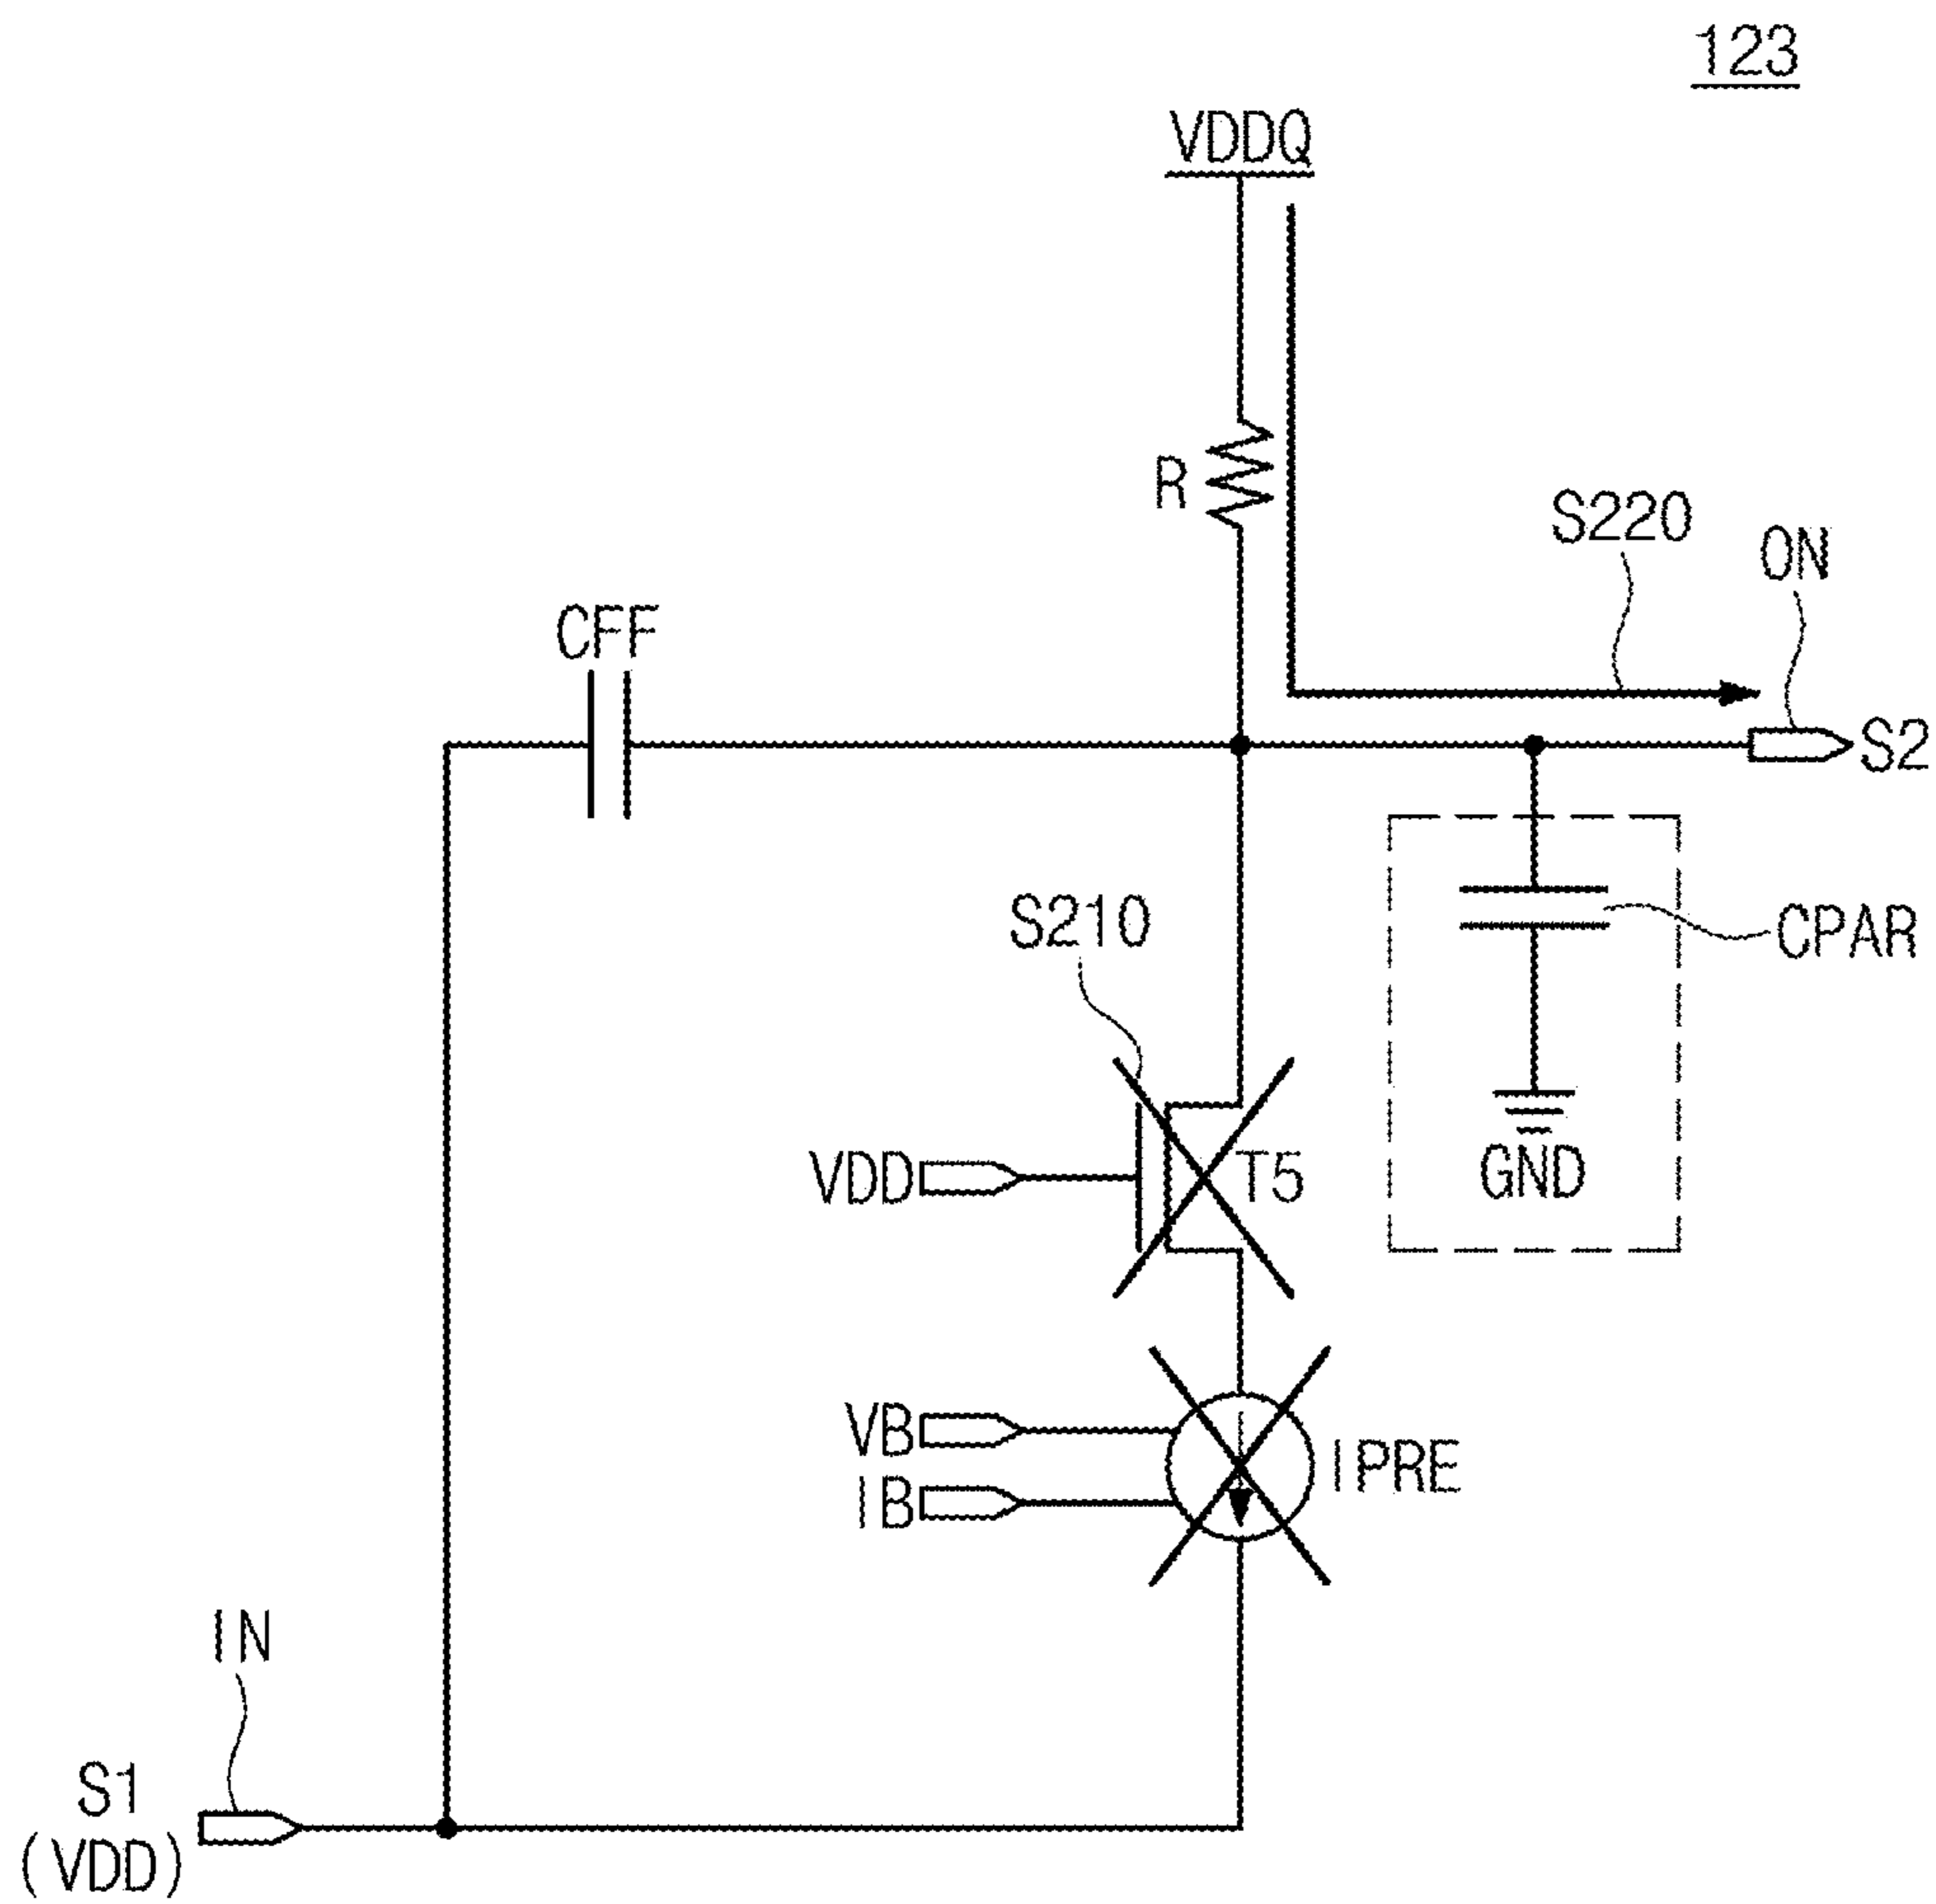 123
VDDQ
R
S220
ON
CFF
S2
S210
CPAR
VDD
T5
GND
VB
IPRE
IB
IN
S1
(VDD)